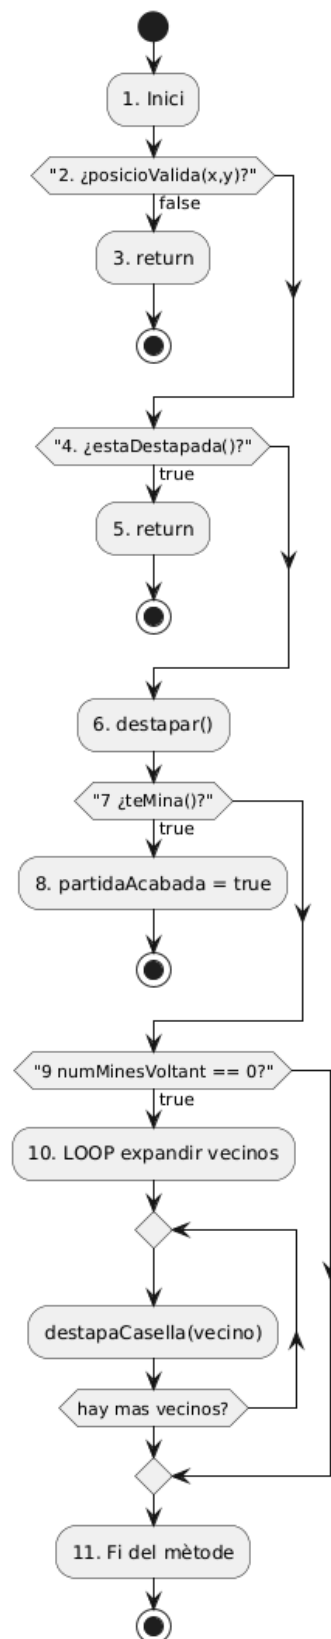 1. Inici
"2. ¿posicioValida(x,y)?"
false
3. return
"4. ¿estaDestapada()?"
true
5. return
6. destapar()
"7 ¿teMina()?"
true
8. partidaAcabada = true
"9 numMinesVoltant == 0?"
true
10. LOOP expandir vecinos
destapaCasella(vecino)
hay mas vecinos?
11. Fi del mètode